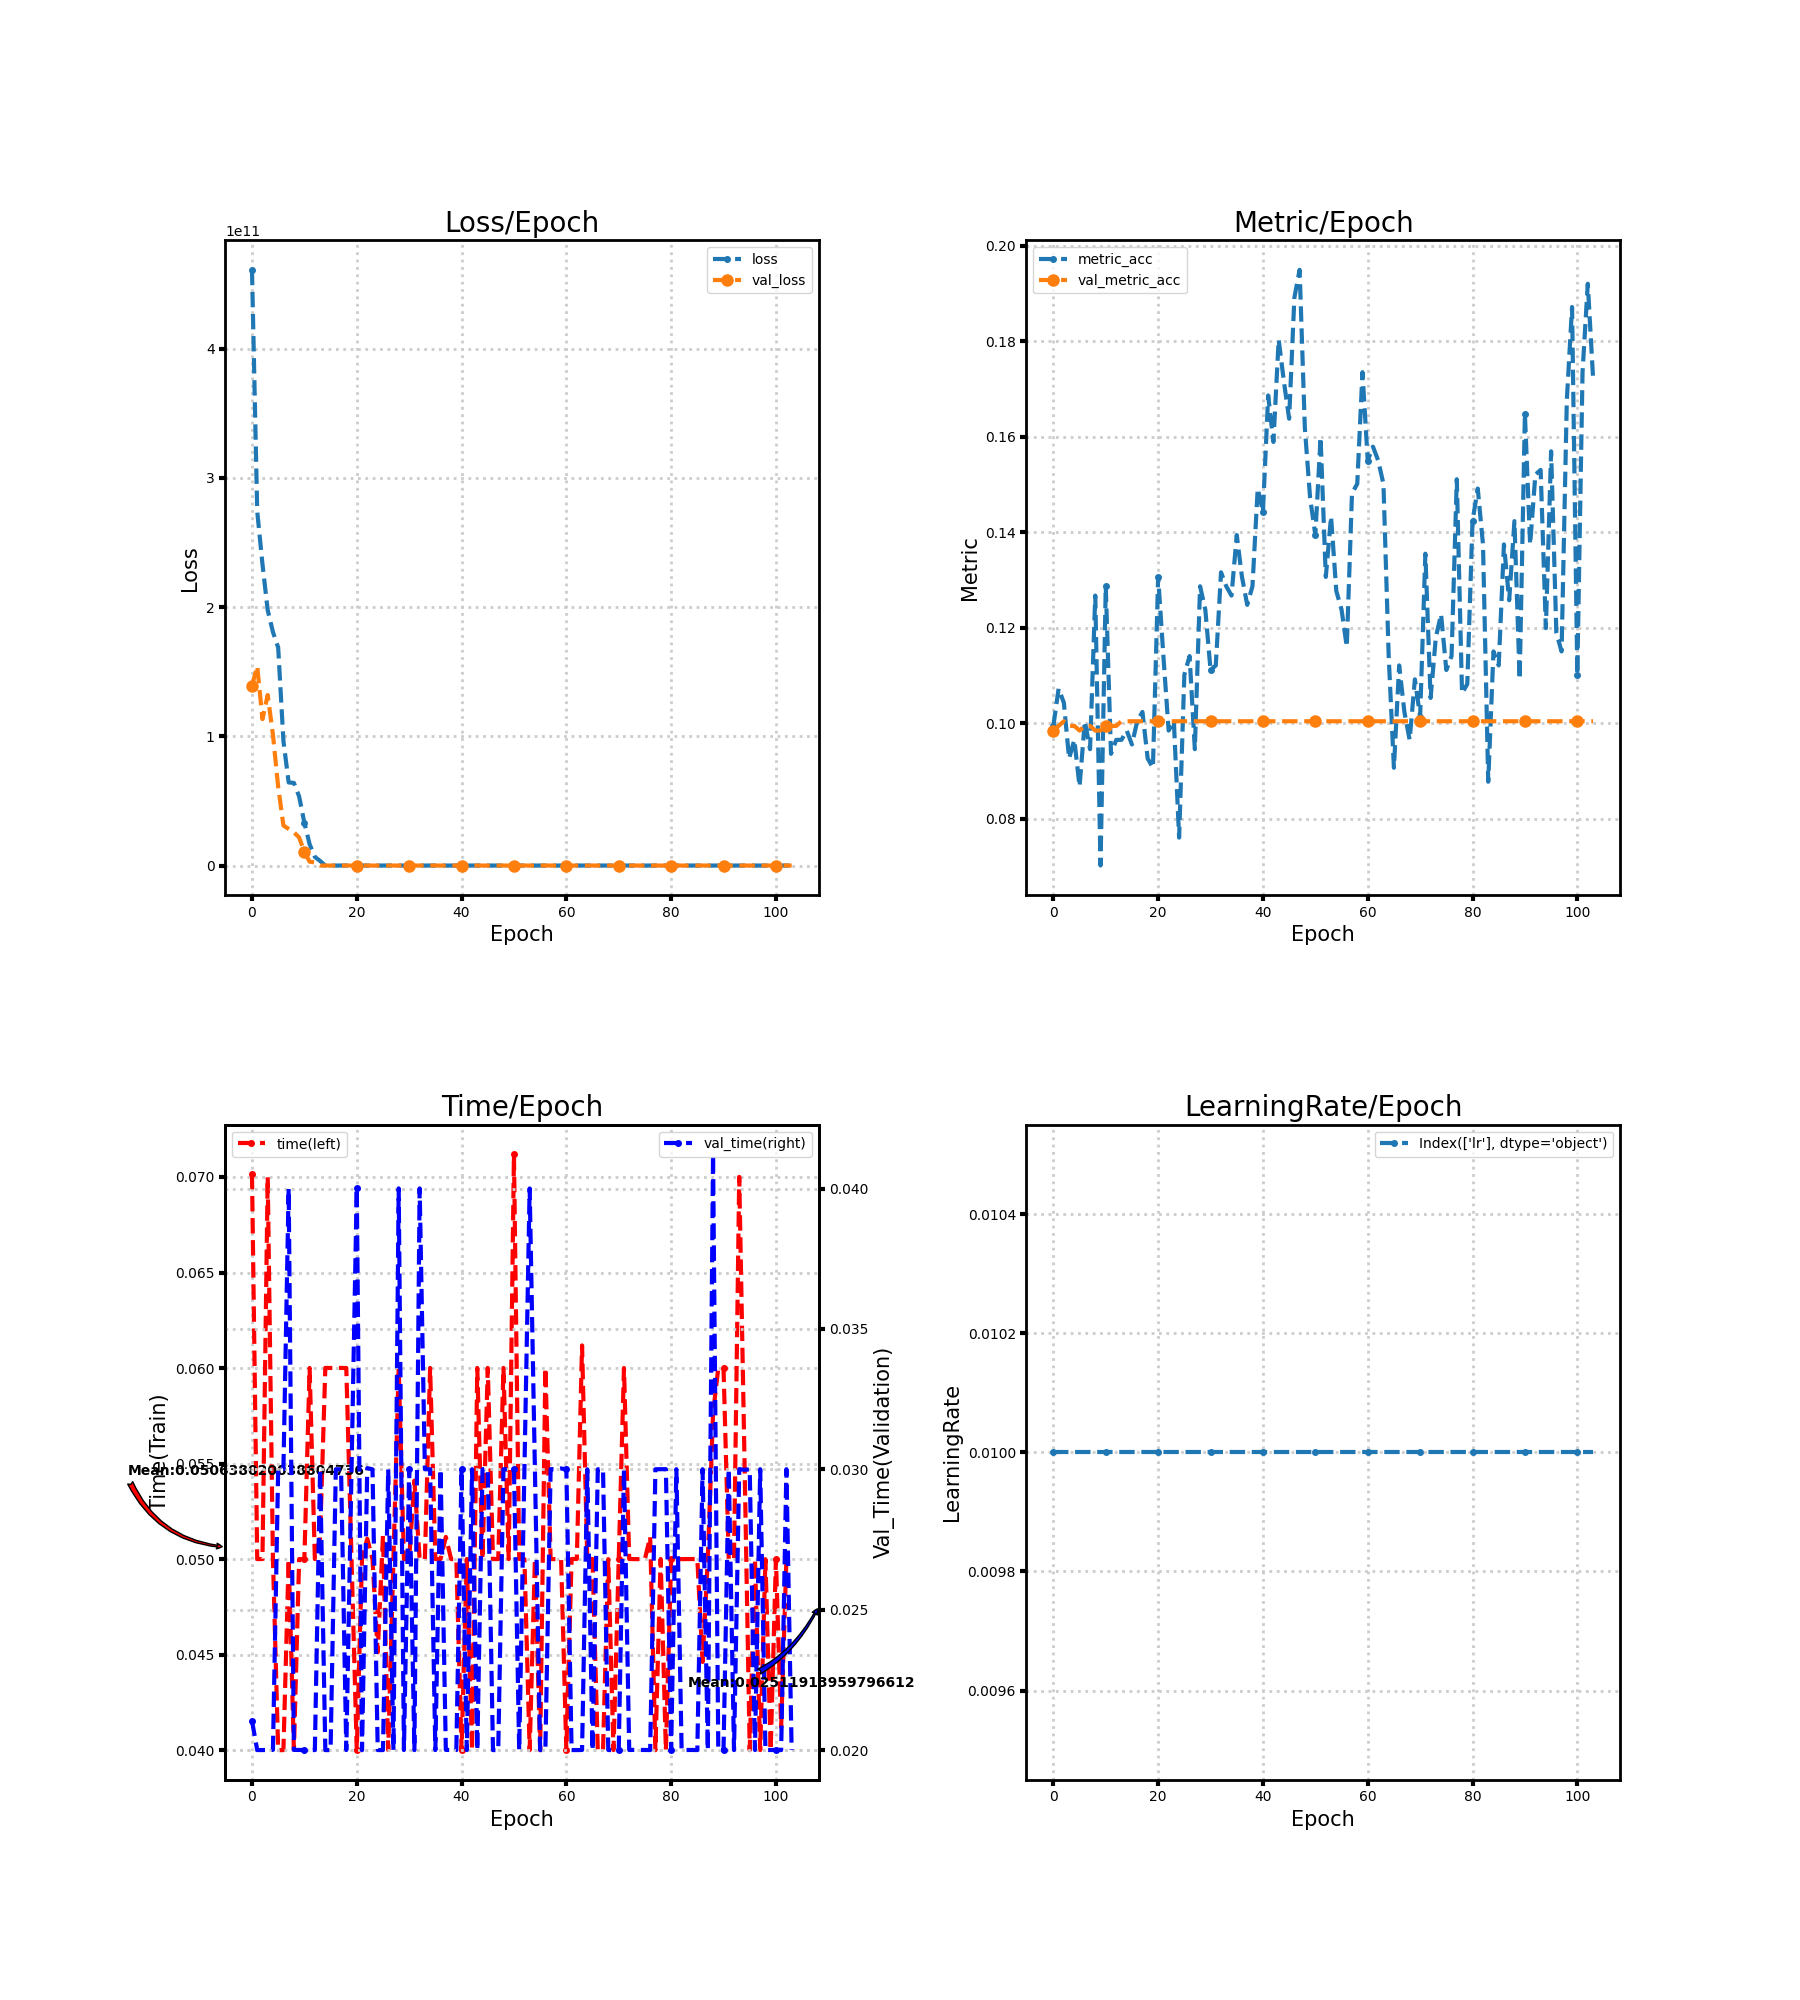 Loss/Epoch
1e11
loss
val_loss
4
3
2
1
0
Loss
0 20 40 60 80 100
Epoch
Metric/Epoch
metric_acc
val_metric_acc
0.20
0.18
0.16
0.14
0.12
0.10
0.08
Metric
0 20 40 60 80 100
Epoch
Time/Epoch
time(left)
val_time(right)
0.070
0.065
0.060
0.055
0.050
0.045
0.040
Time(Train)
0.040
0.035
0.030
0.025
0.020
Val_Time(Validation)
0 20 40 60 80 100
Epoch
LearningRate/Epoch
Index(['lr'], dtype='object')
0.0104
0.0102
0.0100
0.0098
0.0096
LearningRate
0 20 40 60 80 100
Epoch